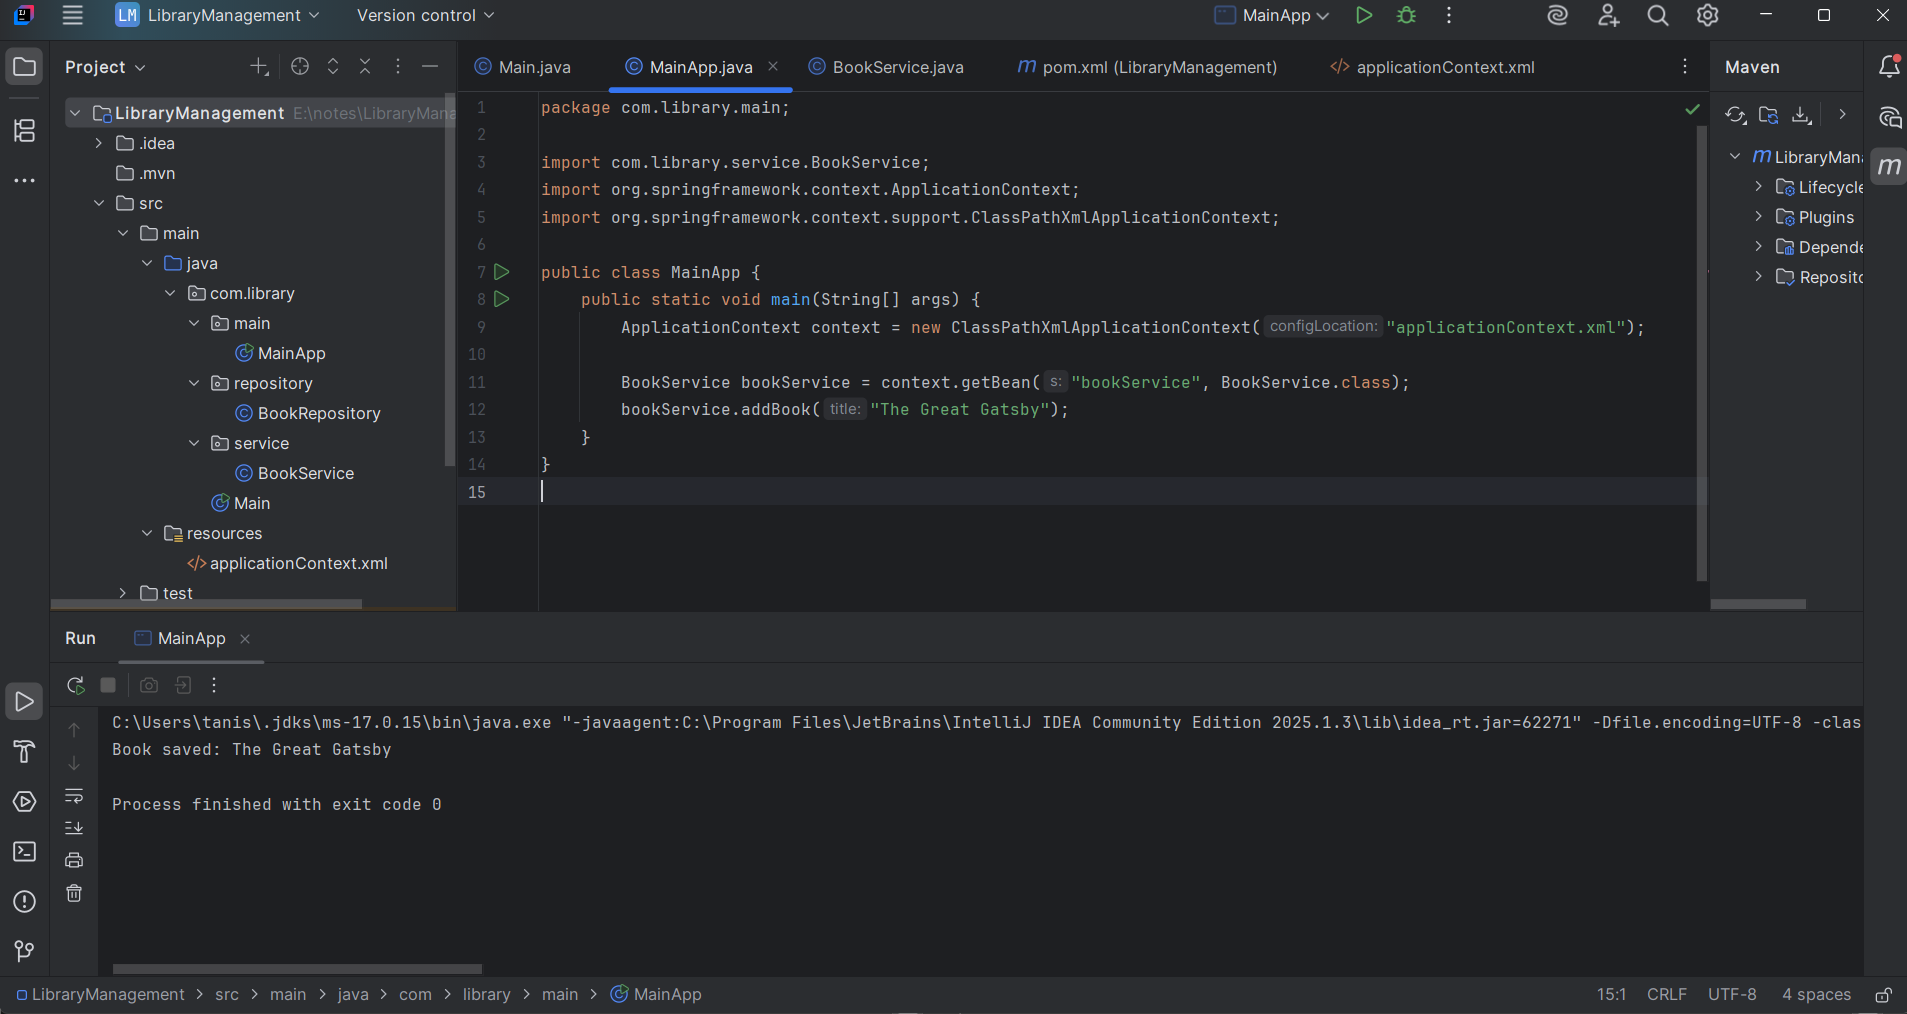 LM LibraryManagement
Version control
MainApp
Project
LibraryManagement E:\notes\LibraryMana
.idea
.mvn
src
main
java
com.library
main
MainApp
repository
BookRepository
service
BookService
Main
resources
applicationContext.xml
test
Main.java
MainApp.java
BookService.java
m pom.xml (LibraryManagement)
applicationContext.xml
1 package com.library.main;
2
3 import com.library.service.BookService;
4 import org.springframework.context.ApplicationContext;
5 import org.springframework.context.support.ClassPathXmlApplicationContext;
6
7 public class MainApp {
8 public static void main(String[] args) {
9 ApplicationContext context = new ClassPathXmlApplicationContext( configLocation: "applicationContext.xml");
10
11 BookService bookService = context.getBean( s: "bookService", BookService.class);
12 bookService.addBook( title: "The Great Gatsby");
13 }
14 }
15
Maven
m LibraryMan
Lifecycle
Plugins
Depende
Reposito
m
Run
MainApp
C:\Users\tanis\.jdks\ms-17.0.15\bin\java.exe "-javaagent:C:\Program Files\JetBrains\IntelliJ IDEA Community Edition 2025.1.3\lib\idea_rt.jar=62271" -Dfile.encoding=UTF-8 -clas
Book saved: The Great Gatsby
Process finished with exit code 0
LibraryManagement > src > main > java > com > library > main > MainApp
15:1 CRLF UTF-8 4 spaces